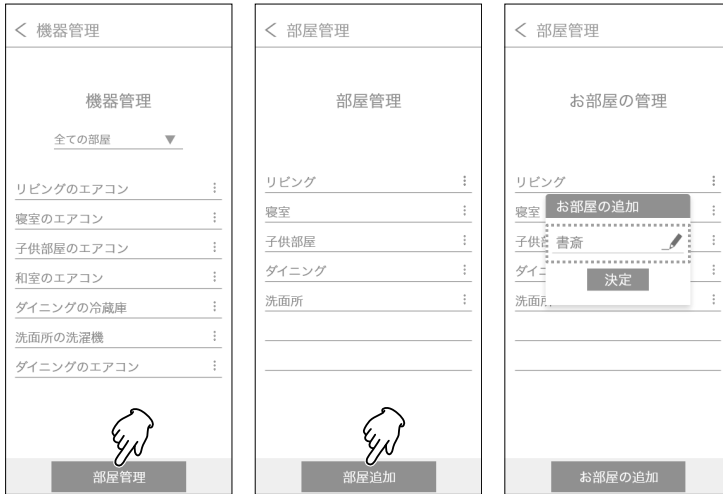 機器管理
機器管理
全ての部屋 ▼
リビングのエアコン
寝室のエアコン
子供部屋のエアコン
和室のエアコン
ダイニングの冷蔵庫
洗面所の洗濯機
ダイニングのエアコン
部屋管理
部屋管理
部屋管理
リビング
寝室
子供部屋
ダイニング
洗面所
部屋追加
部屋管理
お部屋の管理
リビング
寝室
お部屋の追加
子供
書斎
ダイ
決定
洗面所
お部屋の追加